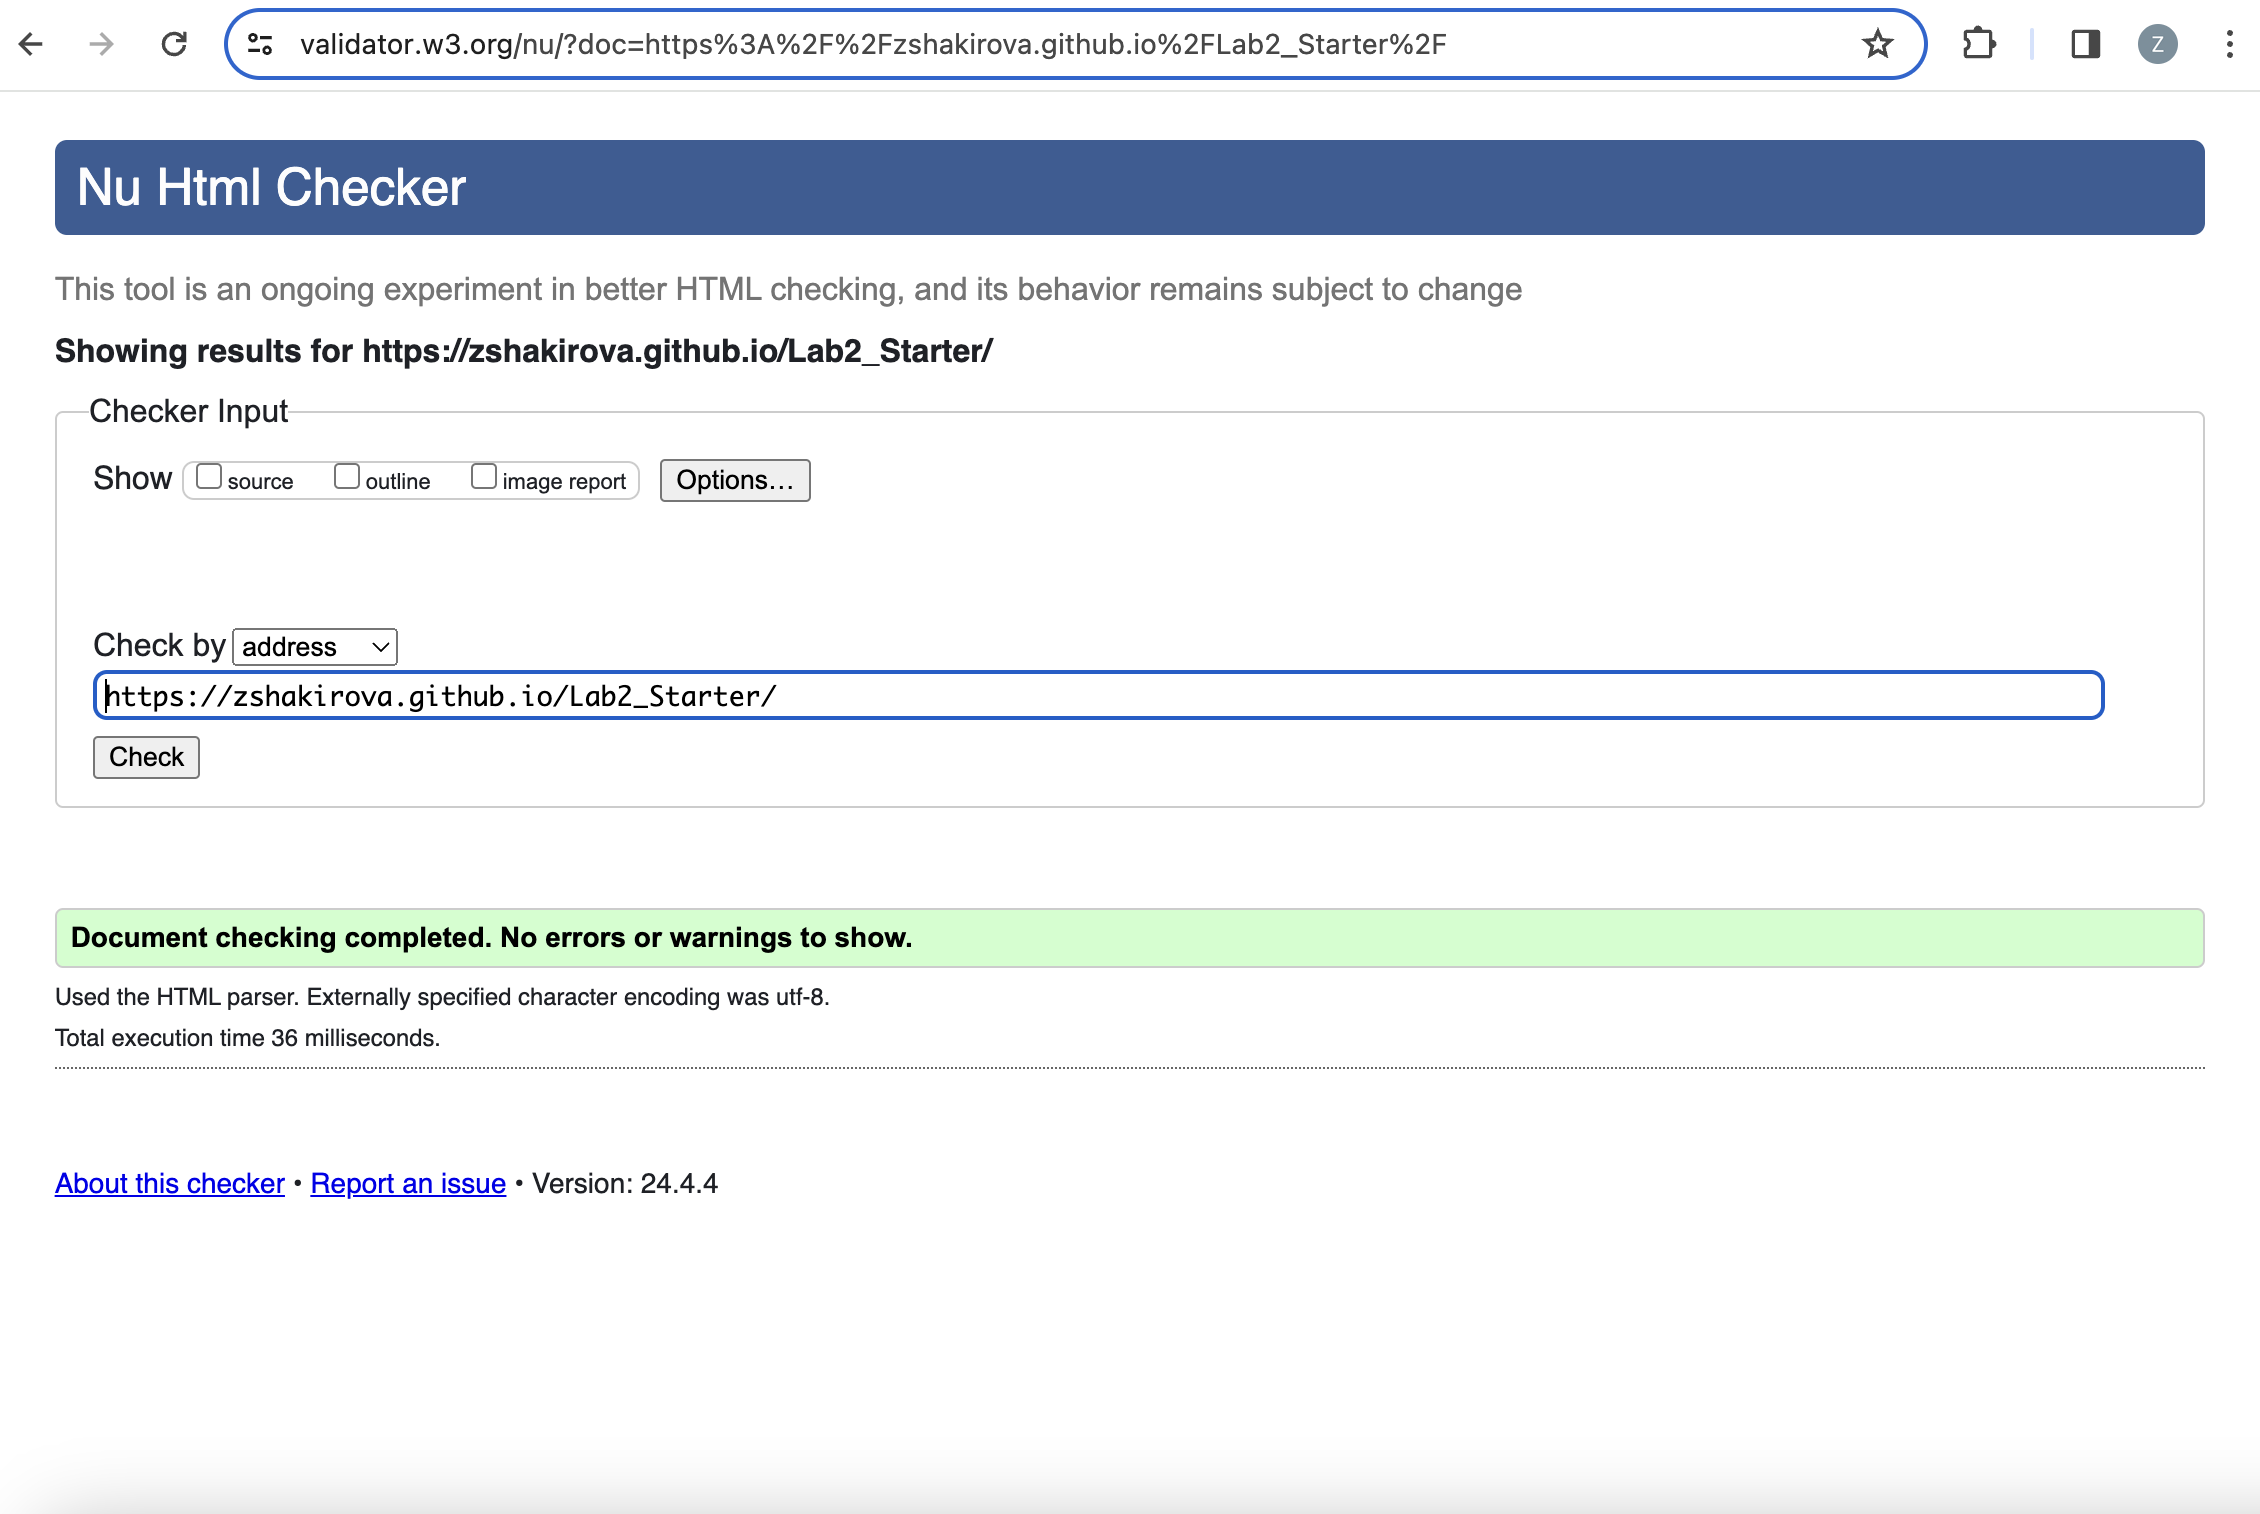 validator.w3.org/nu/?doc=https%3A%2F%2Fzshakirova.github.io%2FLab2_Starter%2F
Z
Nu Html Checker
This tool is an ongoing experiment in better HTML checking, and its behavior remains subject to change
Showing results for https://zshakirova.github.io/Lab2_Starter/
Checker Input
Show source outline image report Options...
Check by address
https://zshakirova.github.io/Lab2_Starter/
Check
Document checking completed. No errors or warnings to show.
Used the HTML parser. Externally specified character encoding was utf-8.
Total execution time 36 milliseconds.
About this checker • Report an issue • Version: 24.4.4